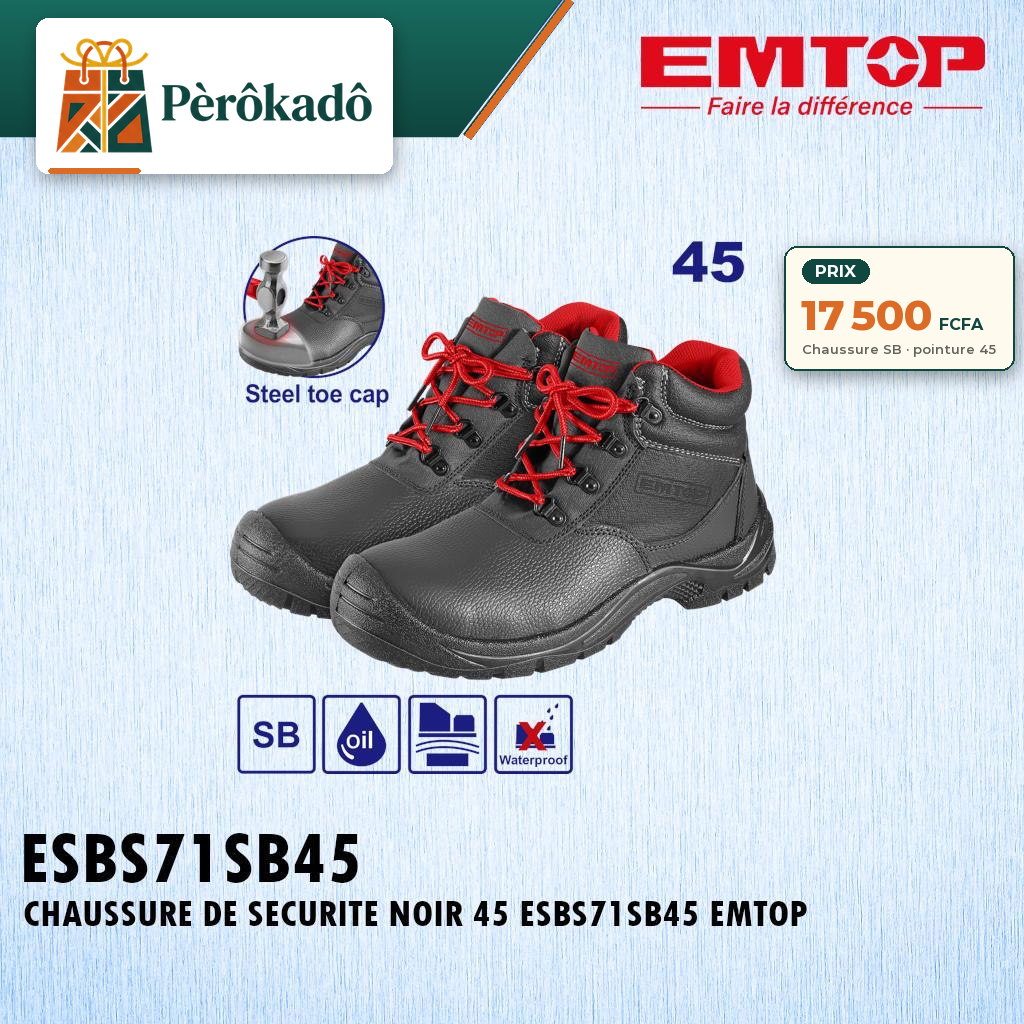 Pèrôkadô
EMTOP
Faire la différence
45
PRIX
17 500 FCFA
Chaussure SB · pointure 45
Steel toe cap
EMTOP
EMTOP
EMTOP
SB
oil
Waterproof
ESBS71SB45
CHAUSSURE DE SECURITE NOIR 45 ESBS71SB45 EMTOP